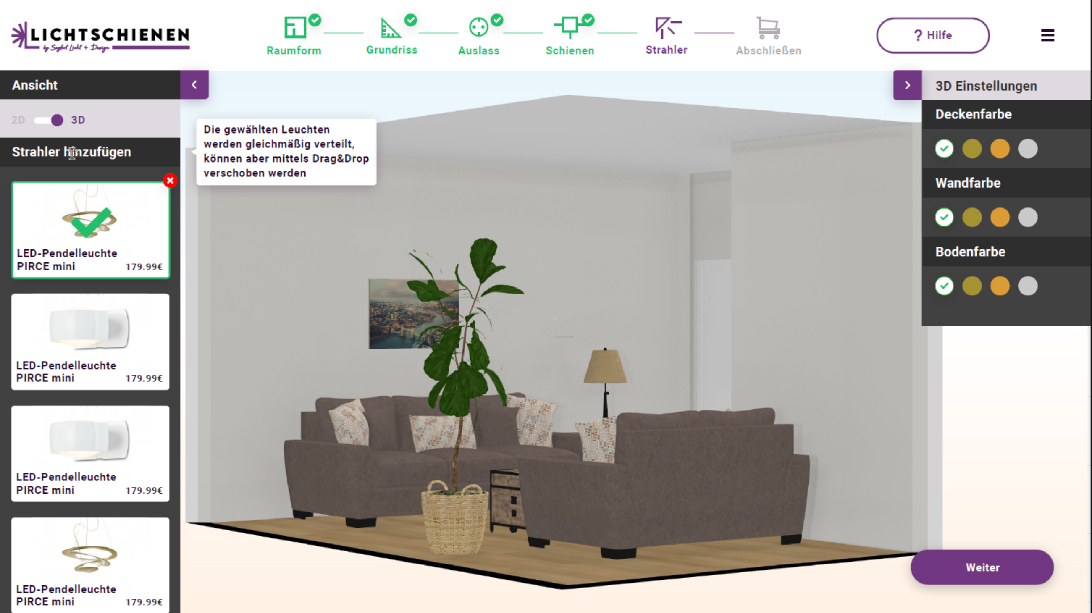 LICHTSCHIENEN
by Seyhat Licht + Design
Raumform
Grundriss
Auslass
Schienen
Strahler
Abschließen
? Hilfe
Ansicht
2D
3D
Strahler hinzufügen
Die gewählten Leuchten
werden gleichmäßig verteilt,
können aber mittels Drag&Drop
verschoben werden
LED-Pendelleuchte
PIRCE mini 179.99€
LED-Pendelleuchte
PIRCE mini 179.99€
LED-Pendelleuchte
PIRCE mini 179.99€
LED-Pendelleuchte
PIRCE mini 179.99€
3D Einstellungen
Deckenfarbe
Wandfarbe
Bodenfarbe
Weiter